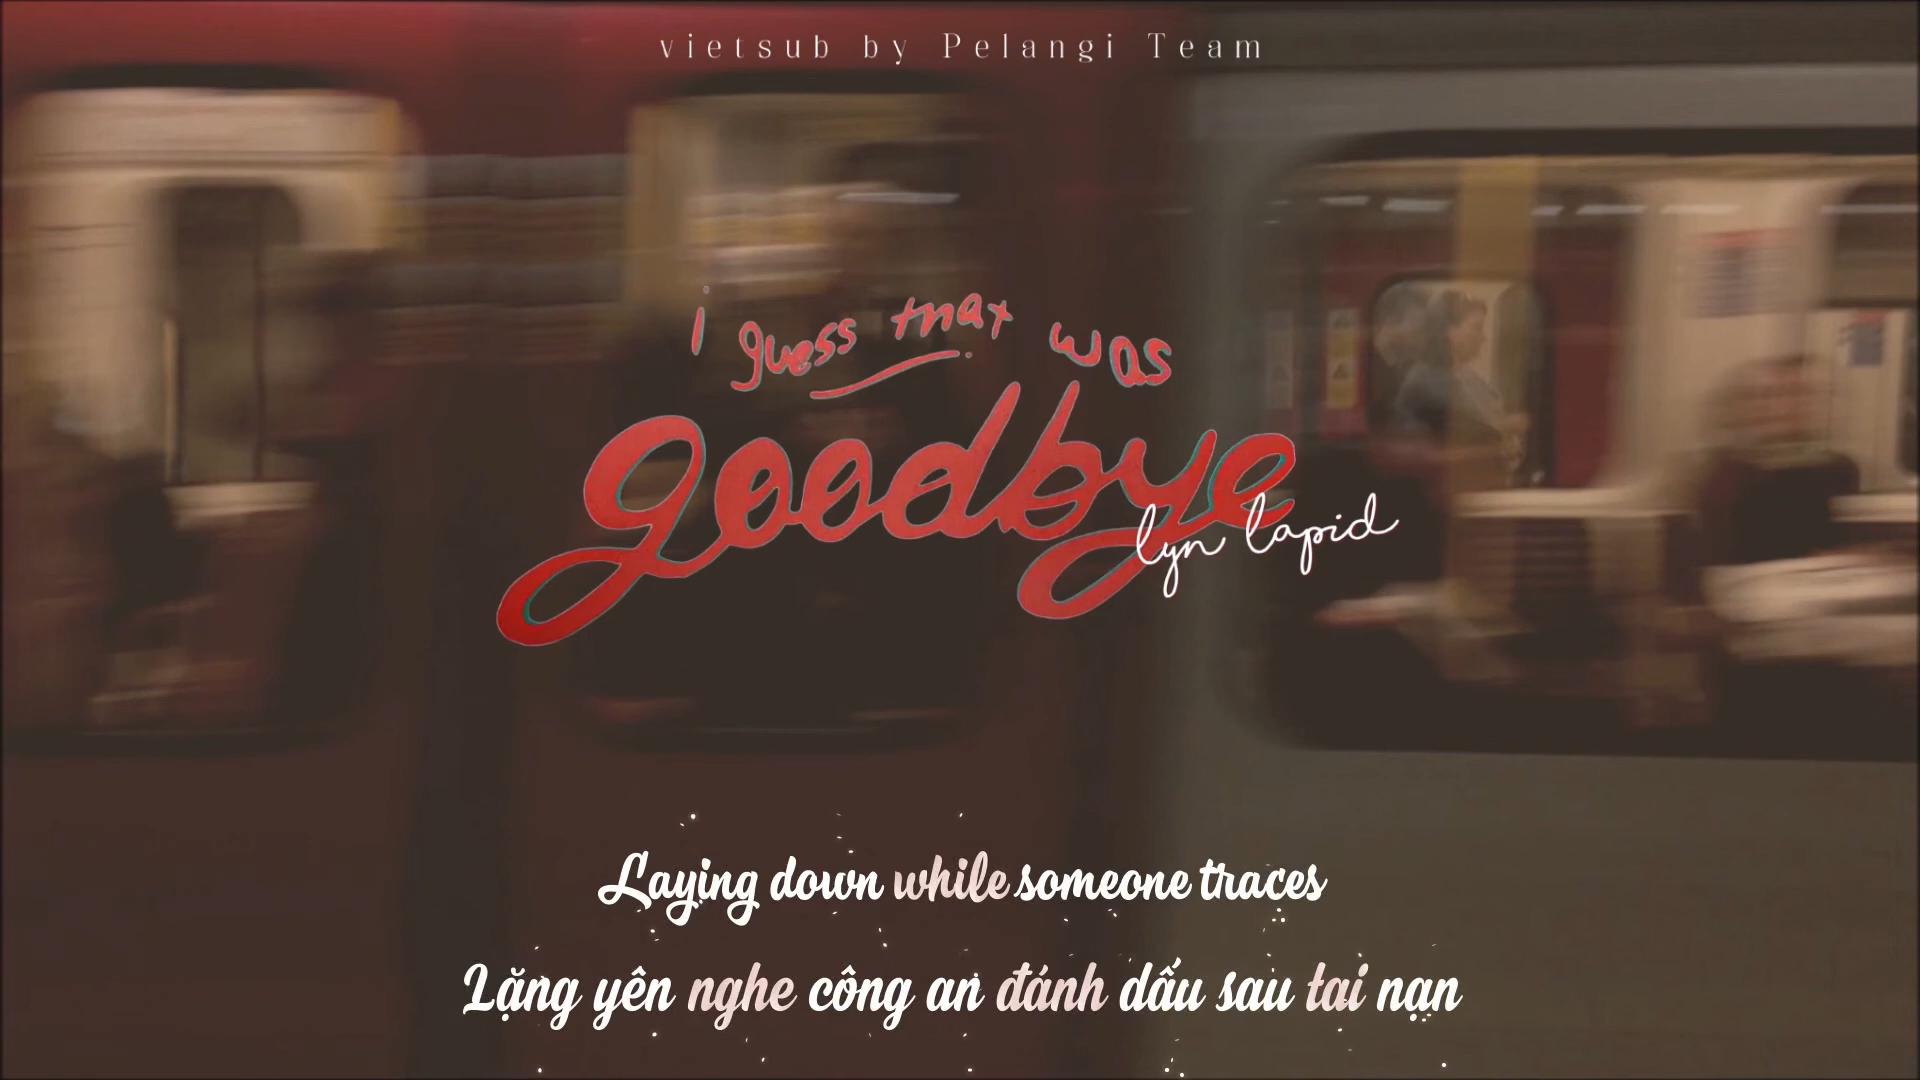 vietsub by Pelangi Team
i guess that was
goodbye
lyn lapid
Laying down while someone traces
Lặng yên nghe công an đánh dấu sau tai nạn